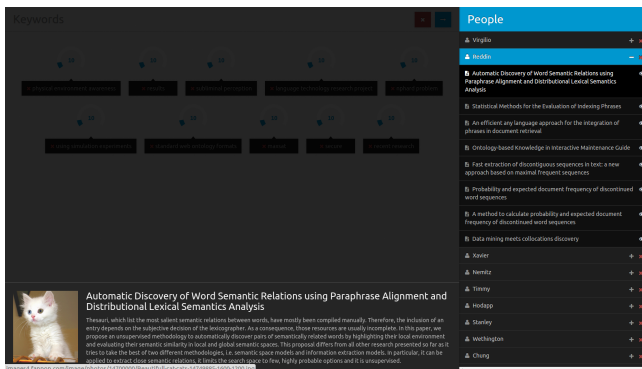 Keywords
People
Virgilio
Reddin
Automatic Discovery of Word Semantic Relations using
Paraphrase Alignment and Distributional Lexical Semantics
Analysis
Statistical Methods for the Evaluation of Indexing Phrases
An efficient any language approach for the integration of
phrases in document retrieval
Ontology-based Knowledge in Interactive Maintenance Guide
Fast extraction of discontiguous sequences in text: a new
approach based on maximal frequent sequences
Probability and expected document frequency of discontinued
word sequences
A method to calculate probability and expected document
frequency of discontinued word sequences
Data mining meets collocations discovery
Xavier
Nemitz
Timmy
Hodapp
Stanley
Wethington
Chung
Automatic Discovery of Word Semantic Relations using Paraphrase Alignment and
Distributional Lexical Semantics Analysis
Thesauri, which list the most salient semantic relations between words, have mostly been compiled manually. Therefore, the inclusion of an
entry depends on the subjective decision of the lexicographer. As a consequence, those resources are usually incomplete. In this paper, we
propose an unsupervised methodology to automatically discover pairs of semantically related words by highlighting their local environment
and evaluating their semantic similarity in local and global semantic spaces. This proposal differs from all other research presented so far as it
tries to take the best of two different methodologies, i.e. semantic space models and information extraction models. In particular, it can be
applied to extract close semantic relations, it limits the search space to few, highly probable options and it is unsupervised.